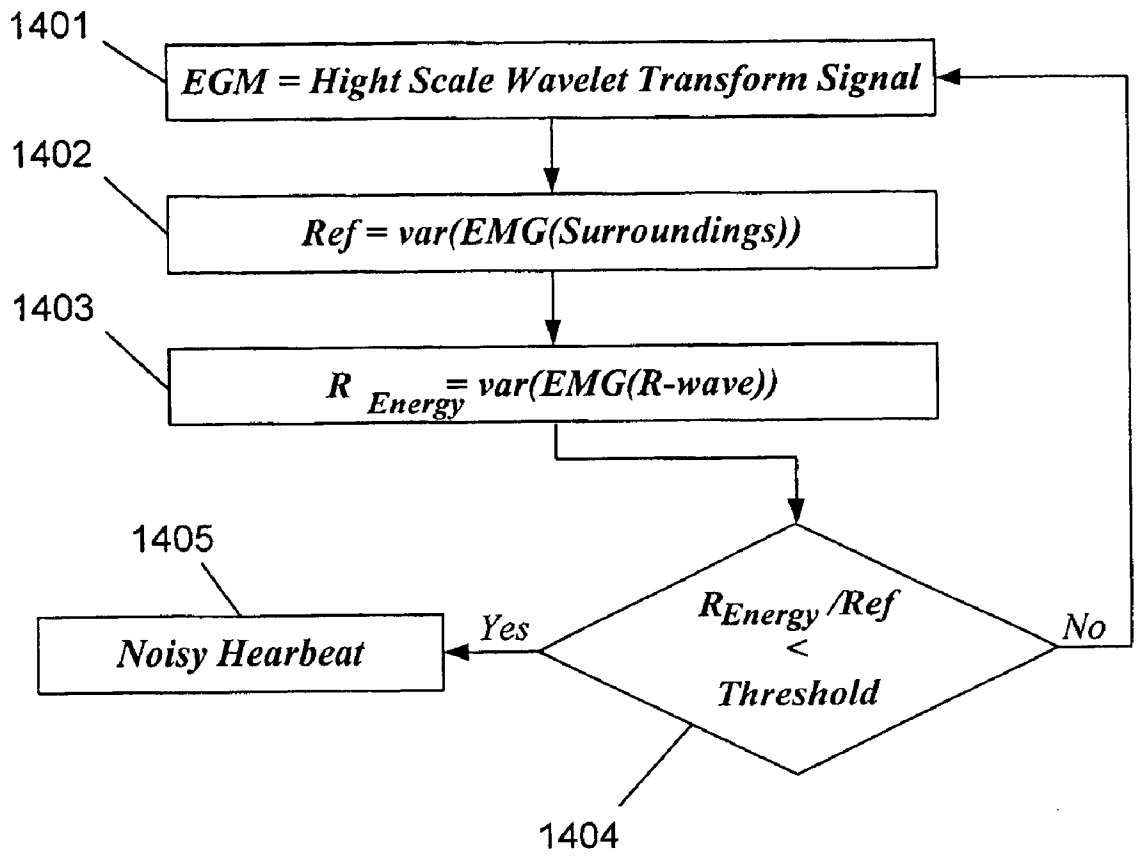 1401
EGM = Hight Scale Wavelet Transform Signal
1402
Ref = var(EMG(Surroundings))
1403
R Energy = var(EMG(R-wave))
1405
Noisy Hearbeat
Yes
REnergy /Ref
<
Threshold
No
1404